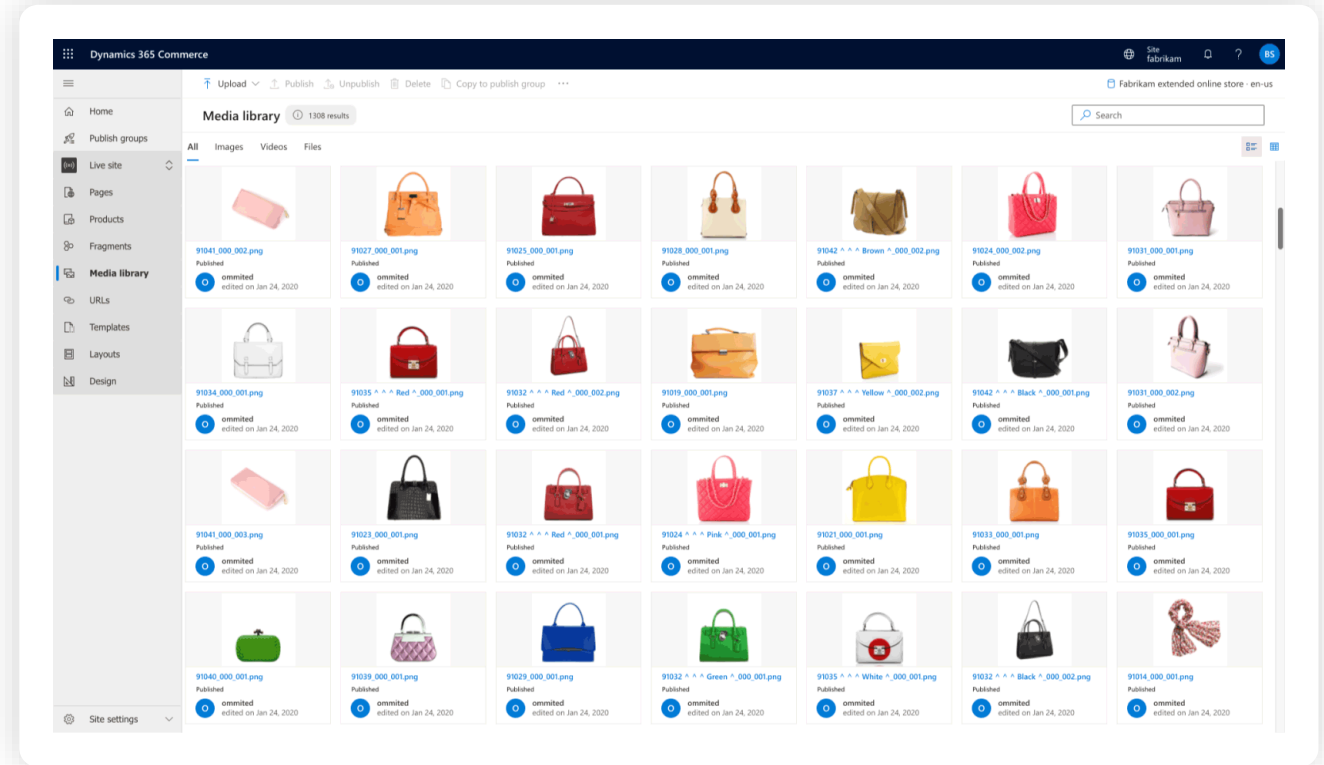 Dynamics 365 Commerce
Site
fabrikam
?
BS
Upload Publish Unpublish Delete Copy to publish group ...
Fabrikam extended online store - en-us
Home
Publish groups
Live site
Pages
Products
Fragments
Media library
URLs
Templates
Layouts
Design
Site settings
Media library 1308 results
Search
All Images Videos Files
91041_000_002.png 91027_000_001.png 91025_000_001.png 91028_000_001.png 91042 ^ ^ ^ Brown ^_000_002.png 91024_000_002.png 91031_000_001.png
Published Published Published Published Published Published Published
O ommited O ommited O ommited O ommited O ommited O ommited O ommited
edited on Jan 24, 2020 edited on Jan 24, 2020 edited on Jan 24, 2020 edited on Jan 24, 2020 edited on Jan 24, 2020 edited on Jan 24, 2020 edited on Jan 24, 2020
91034_000_001.png 91035 ^ ^ ^ Red ^_000_001.png 91032 ^ ^ ^ Red ^_000_002.png 91019_000_001.png 91037 ^ ^ ^ Yellow ^_000_002.png 91042 ^ ^ ^ Black ^_000_001.png 91031_000_002.png
Published Published Published Published Published Published Published
O ommited O ommited O ommited O ommited O ommited O ommited O ommited
edited on Jan 24, 2020 edited on Jan 24, 2020 edited on Jan 24, 2020 edited on Jan 24, 2020 edited on Jan 24, 2020 edited on Jan 24, 2020 edited on Jan 24, 2020
91041_000_003.png 91023_000_001.png 91032 ^ ^ ^ Red ^_000_001.png 91024 ^ ^ ^ Pink ^_000_001.png 91021_000_001.png 91033_000_001.png 91035_000_001.png
Published Published Published Published Published Published Published
O ommited O ommited O ommited O ommited O ommited O ommited O ommited
edited on Jan 24, 2020 edited on Jan 24, 2020 edited on Jan 24, 2020 edited on Jan 24, 2020 edited on Jan 24, 2020 edited on Jan 24, 2020 edited on Jan 24, 2020
91040_000_001.png 91039_000_001.png 91029_000_001.png 91032 ^ ^ ^ Green ^_000_001.png 91035 ^ ^ ^ White ^_000_001.png 91032 ^ ^ ^ Black ^_000_002.png 91014_000_001.png
Published Published Published Published Published Published Published
O ommited O ommited O ommited O ommited O ommited O ommited O ommited
edited on Jan 24, 2020 edited on Jan 24, 2020 edited on Jan 24, 2020 edited on Jan 24, 2020 edited on Jan 24, 2020 edited on Jan 24, 2020 edited on Jan 24, 2020